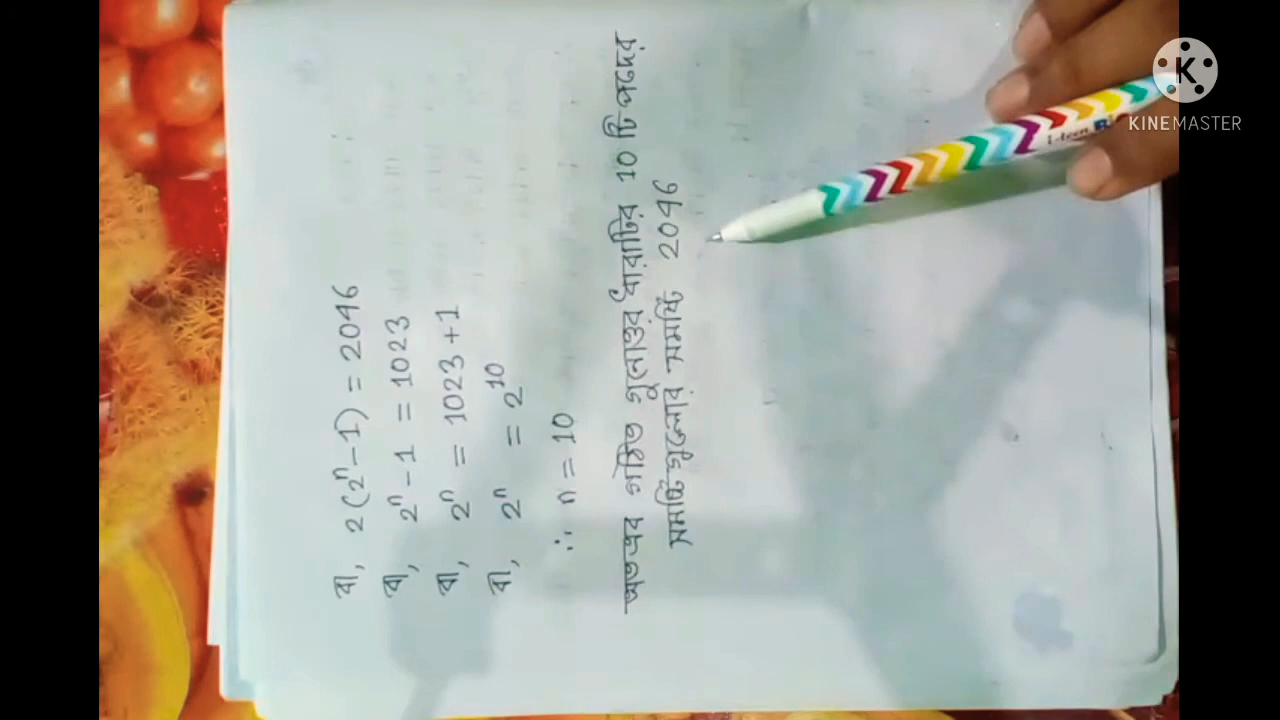 বা, 2(2ⁿ-1) = 2046
বা, 2ⁿ-1 = 1023
বা, 2ⁿ = 1023+1
বা, 2ⁿ = 2¹⁰
∴ n = 10
অতএব গঠিত গুনোত্তর ধারাটির 10 টি পদের
সমষ্টিগুলোর সমষ্টি 2046
i-teen
KINEMASTER